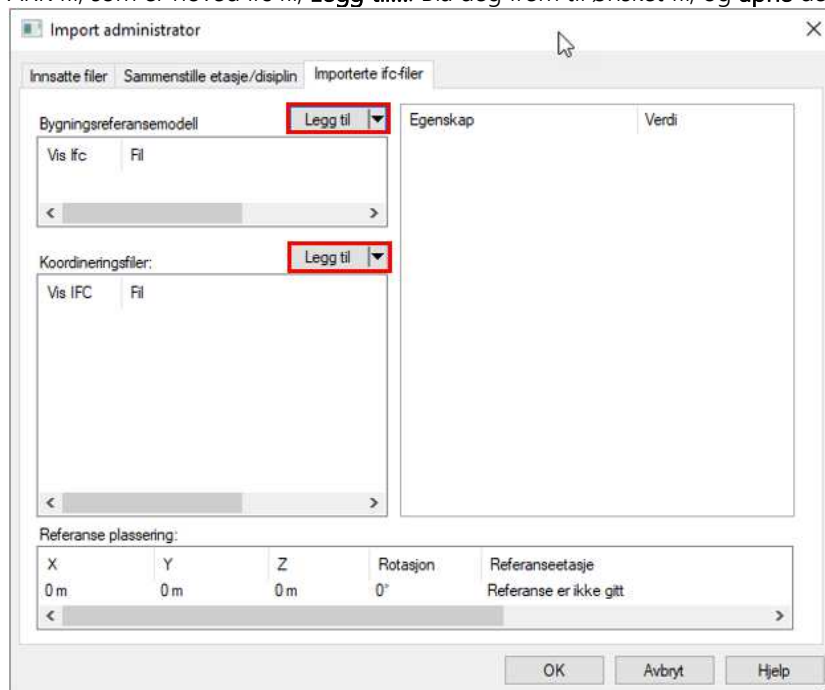 Import administrator
Innsatte filer Sammenstille etasje/disiplin Importerte ifc-filer
Bygningsreferansemodell Legg til
Vis Ifc Fil
Egenskap Verdi
Koordineringsfiler: Legg til
Vis IFC Fil
Referanse plassering:
X Y Z Rotasjon Referanseetasje
0 m 0 m 0 m 0° Referanse er ikke gitt
OK Avbryt Hjelp